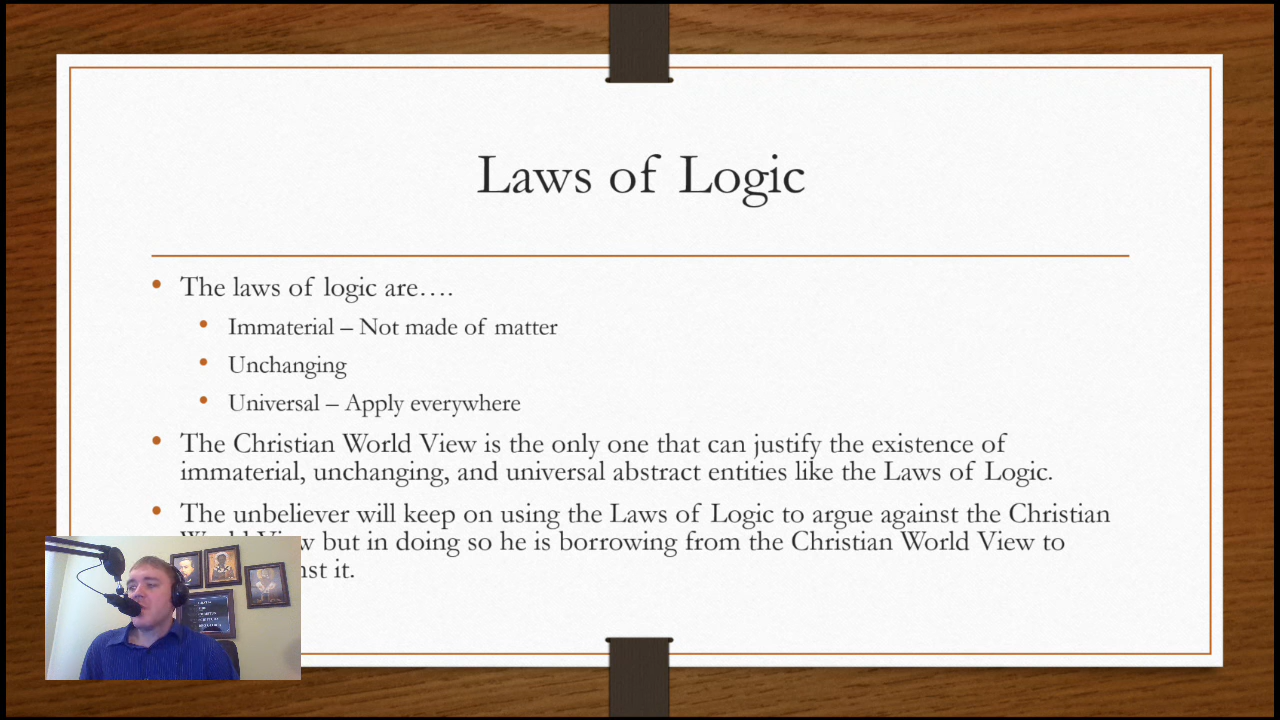 Laws of Logic
• The laws of logic are….
• Immaterial – Not made of matter
• Unchanging
• Universal – Apply everywhere
• The Christian World View is the only one that can justify the existence of
immaterial, unchanging, and universal abstract entities like the Laws of Logic.
• The unbeliever will keep on using the Laws of Logic to argue against the Christian
but in doing so he is borrowing from the Christian World View to
it.